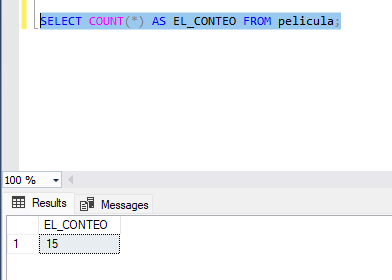 SELECT COUNT(*) AS EL_CONTEO FROM pelicula;
100 %
Results Messages
EL_CONTEO
1 15